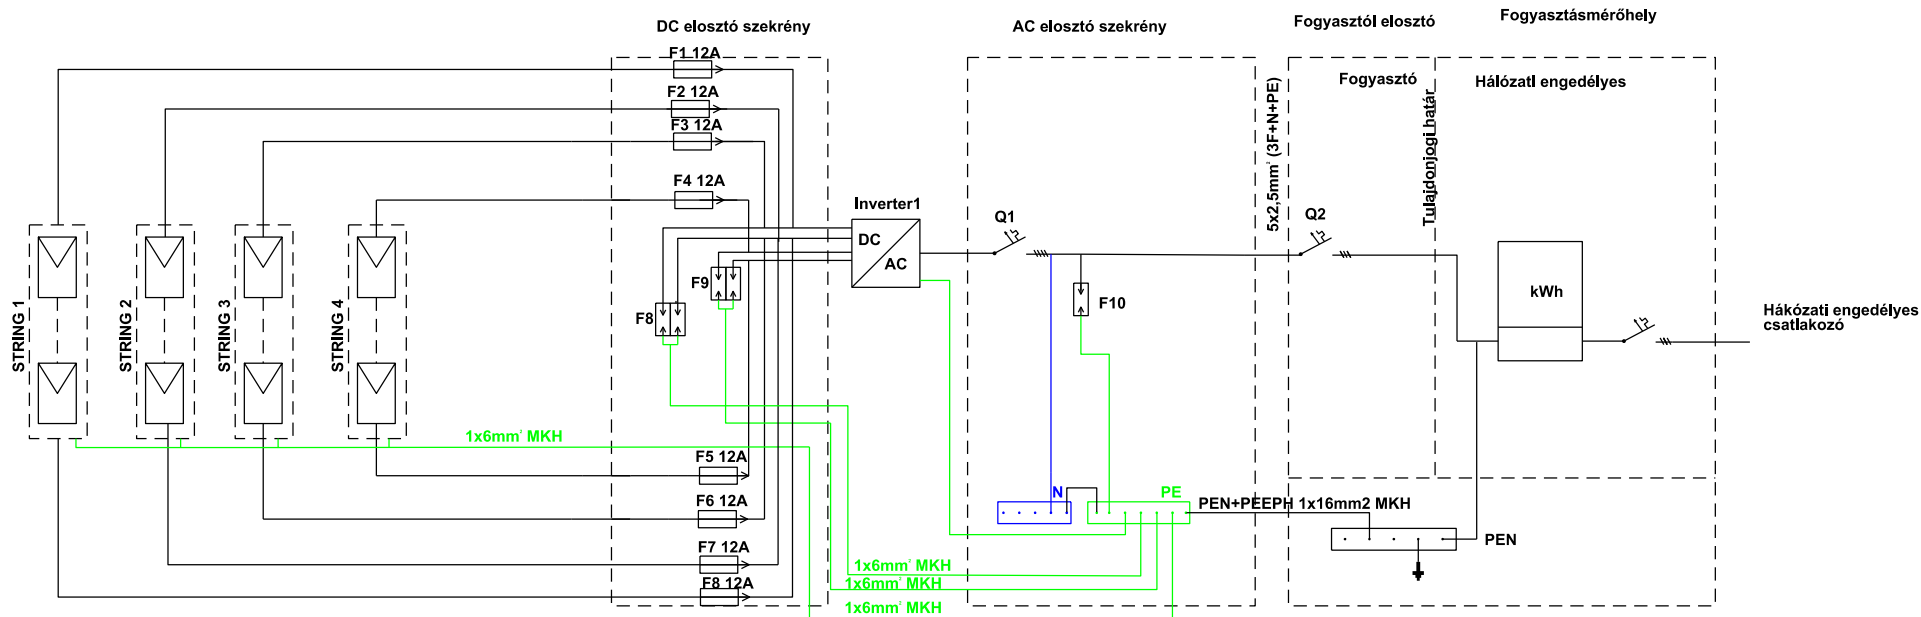 DC elosztó szekrény
AC elosztó szekrény
Fogyasztól elosztó
Fogyasztásmérőhely
F1 12A
F2 12A
F3 12A
F4 12A
Fogyasztó
Hálózati engedélyes
Tulajdonjogi határ
5x2,5mm² (3F+N+PE)
Inverter1
DC
AC
Q1
Q2
F9
F8
F10
kWh
Hákózati engedélyes
csatlakozó
STRING 1
STRING 2
STRING 3
STRING 4
1x6mm² MKH
F5 12A
F6 12A
F7 12A
F8 12A
N
PE
PEN+PEEPH 1x16mm2 MKH
PEN
1x6mm² MKH
1x6mm² MKH
1x6mm² MKH